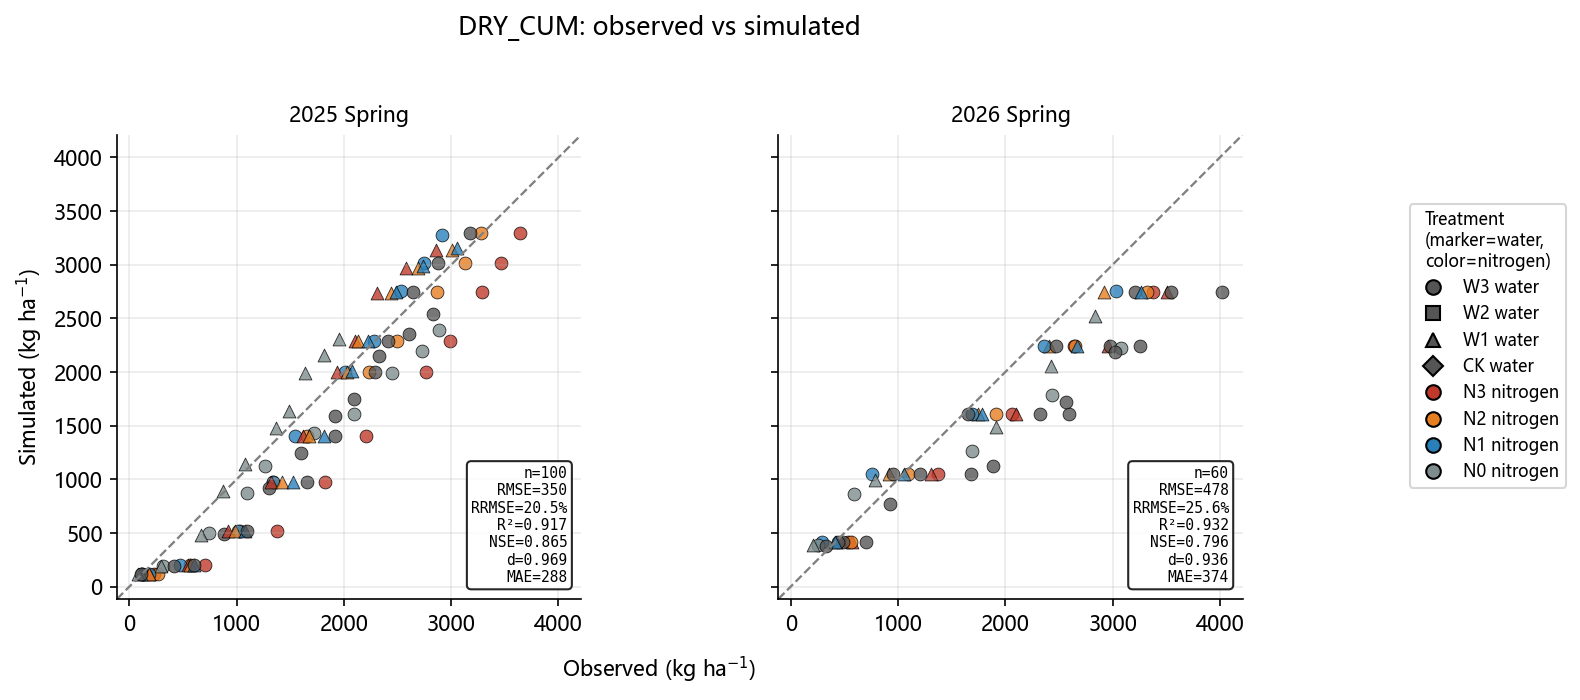 DRY_CUM: observed vs simulated
2025 Spring
2026 Spring
4000
3500
3000
2500
2000
1500
1000
500
0
Simulated (kg ha⁻¹)
n=100
RMSE=350
RRMSE=20.5%
R²=0.917
NSE=0.865
d=0.969
MAE=288
n=60
RMSE=478
RRMSE=25.6%
R²=0.932
NSE=0.796
d=0.936
MAE=374
0 1000 2000 3000 4000
0 1000 2000 3000 4000
Observed (kg ha⁻¹)
Treatment
(marker=water,
color=nitrogen)
W3 water
W2 water
W1 water
CK water
N3 nitrogen
N2 nitrogen
N1 nitrogen
N0 nitrogen